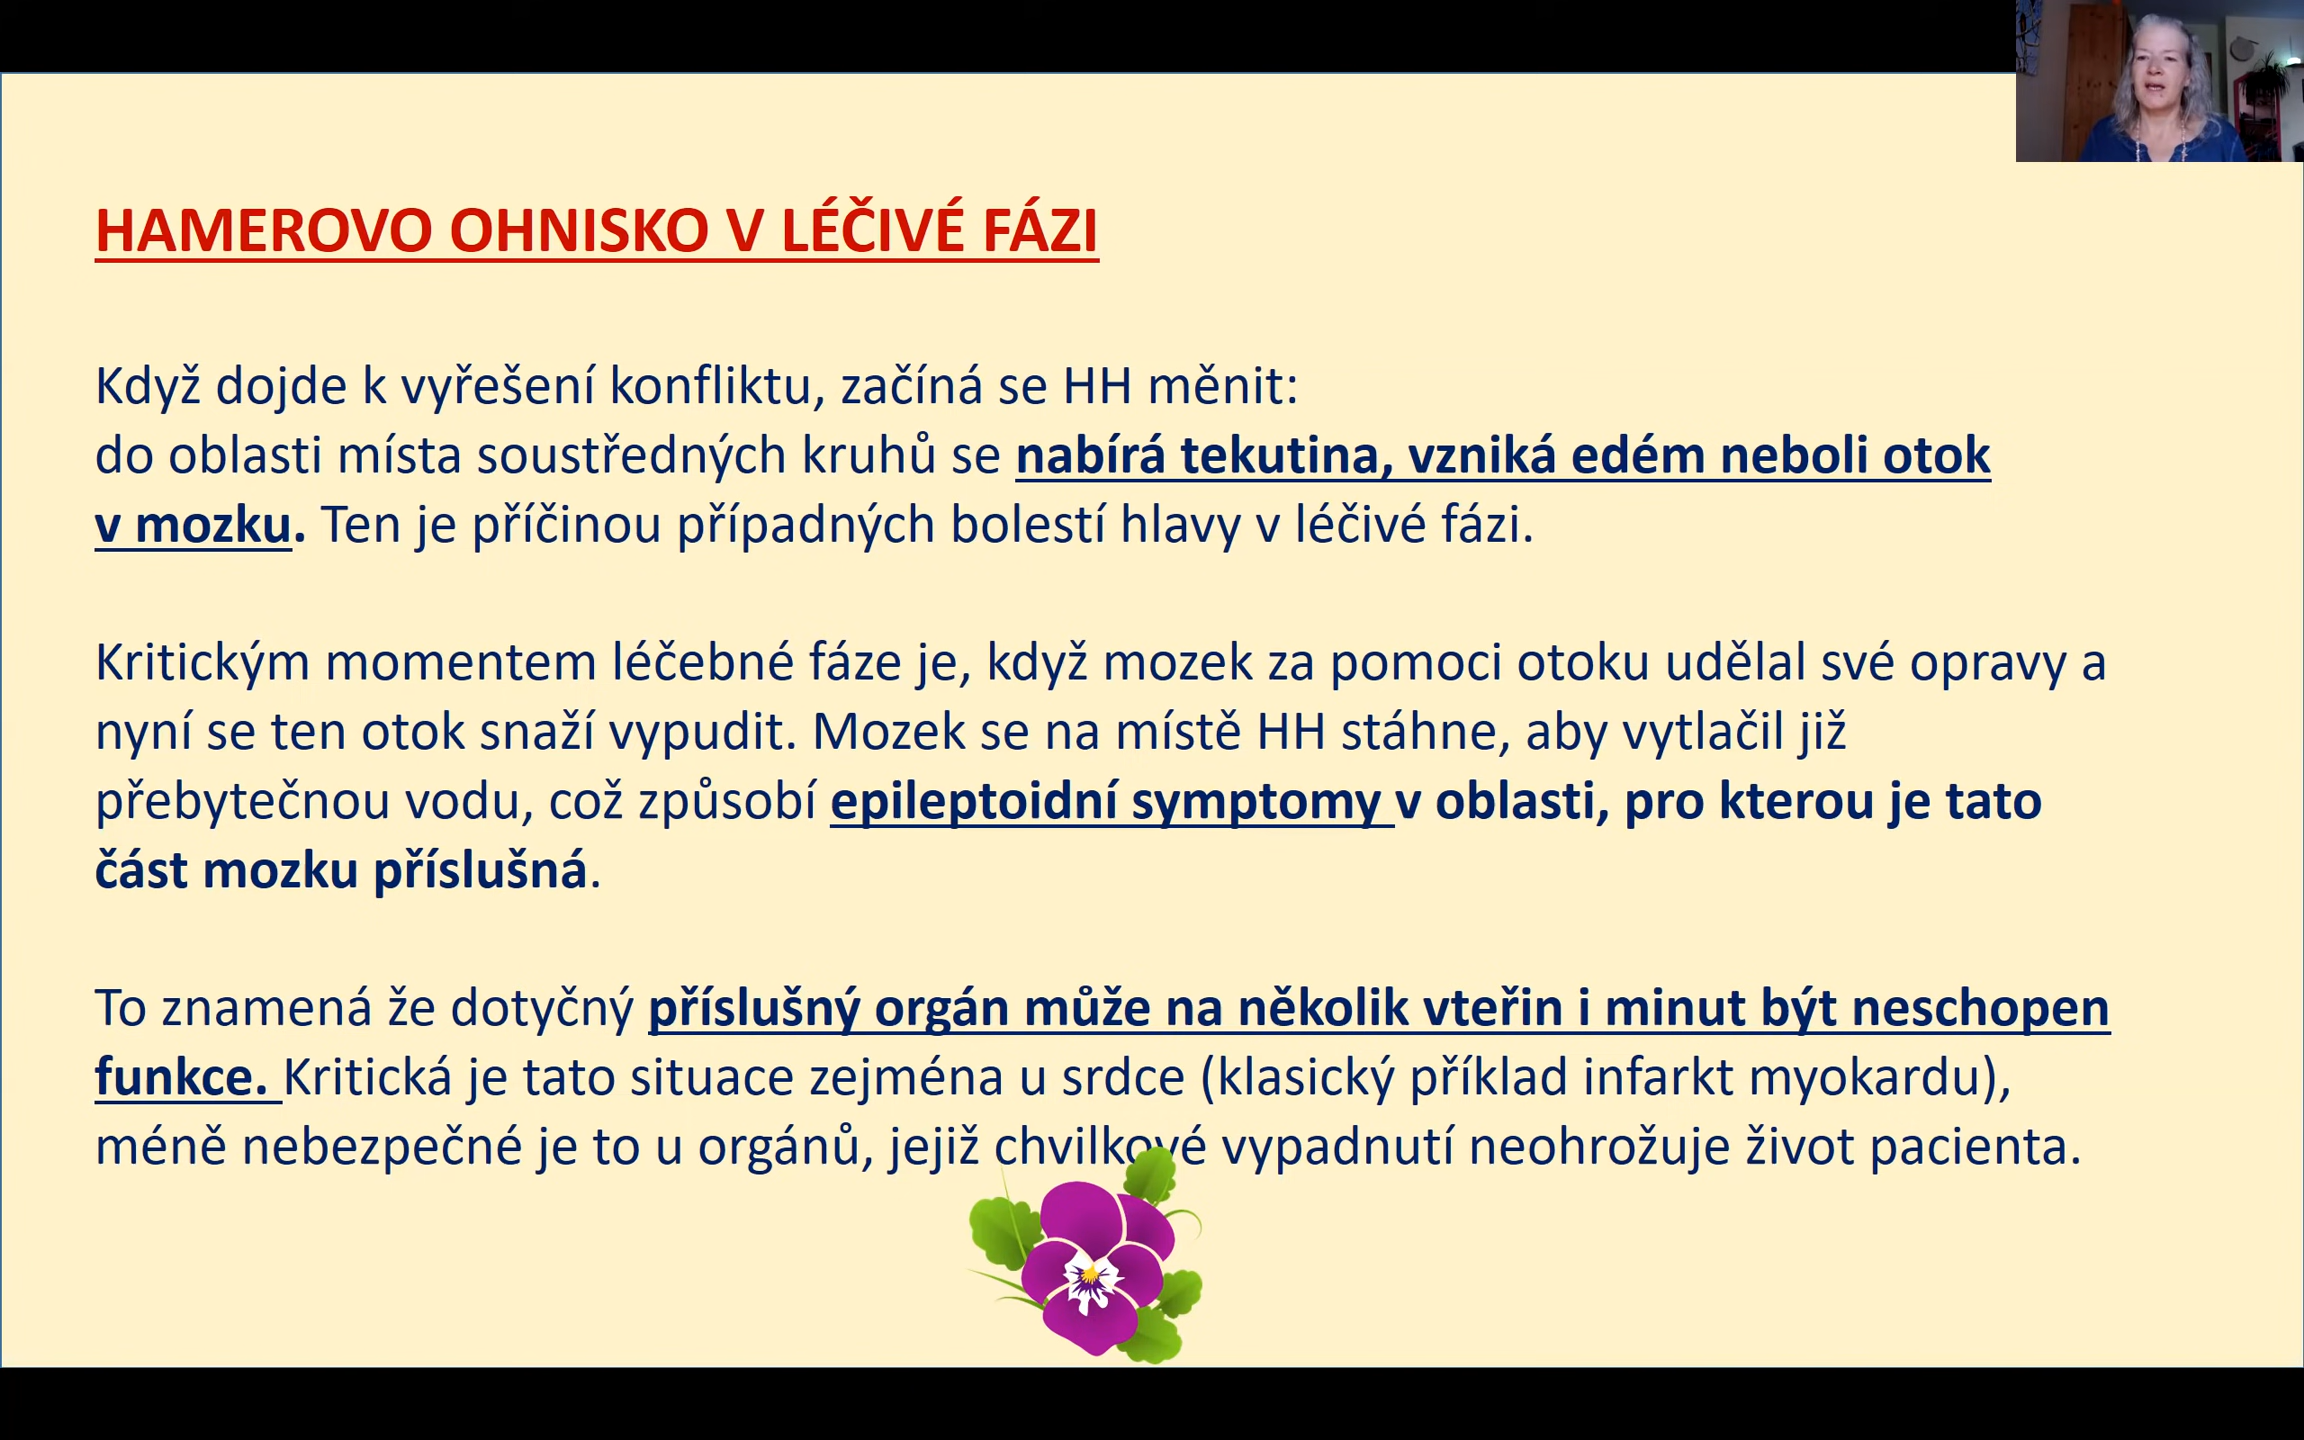 HAMEROVO OHNISKO V LÉČIVÉ FÁZI
Když dojde k vyřešení konfliktu, začíná se HH měnit:
do oblasti místa soustředných kruhů se nabírá tekutina, vzniká edém neboli otok
v mozku. Ten je příčinou případných bolestí hlavy v léčivé fázi.
Kritickým momentem léčebné fáze je, když mozek za pomoci otoku udělal své opravy a
nyní se ten otok snaží vypudit. Mozek se na místě HH stáhne, aby vytlačil již
přebytečnou vodu, což způsobí epileptoidní symptomy v oblasti, pro kterou je tato
část mozku příslušná.
To znamená že dotyčný příslušný orgán může na několik vteřin i minut být neschopen
funkce. Kritická je tato situace zejména u srdce (klasický příklad infarkt myokardu),
méně nebezpečné je to u orgánů, jejiž chvilkové vypadnutí neohrožuje život pacienta.